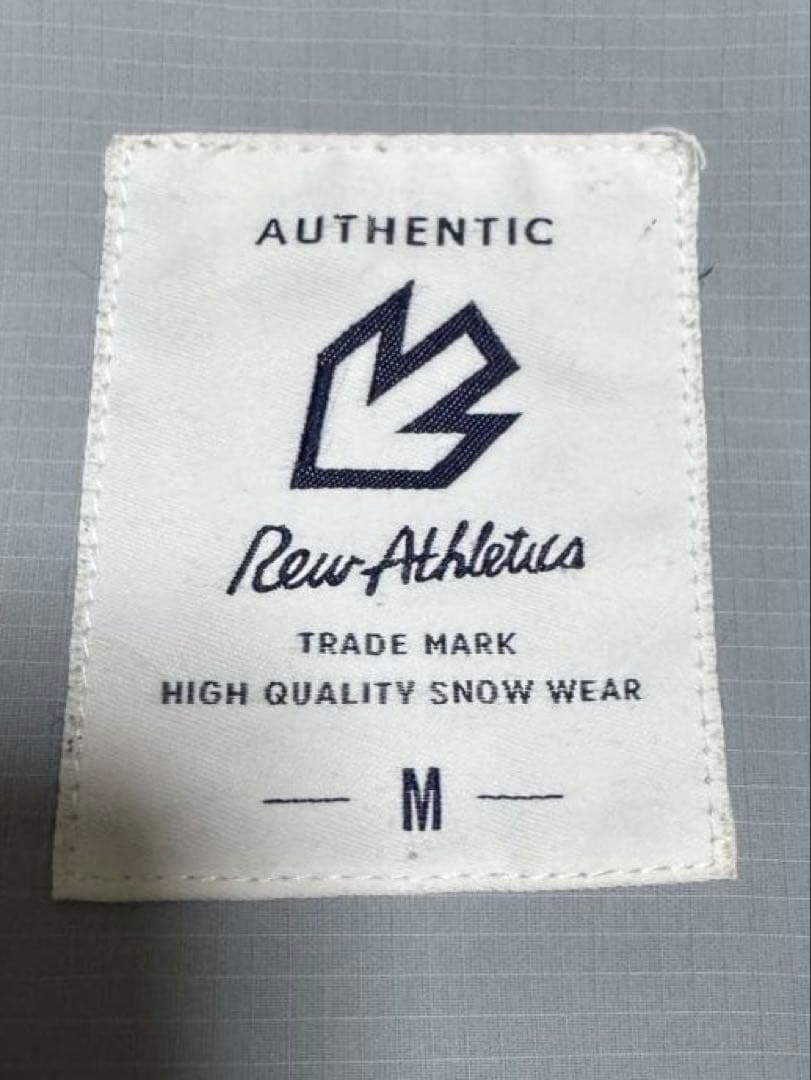 AUTHENTIC
Rew Athletics
TRADE MARK
HIGH QUALITY SNOW WEAR
M